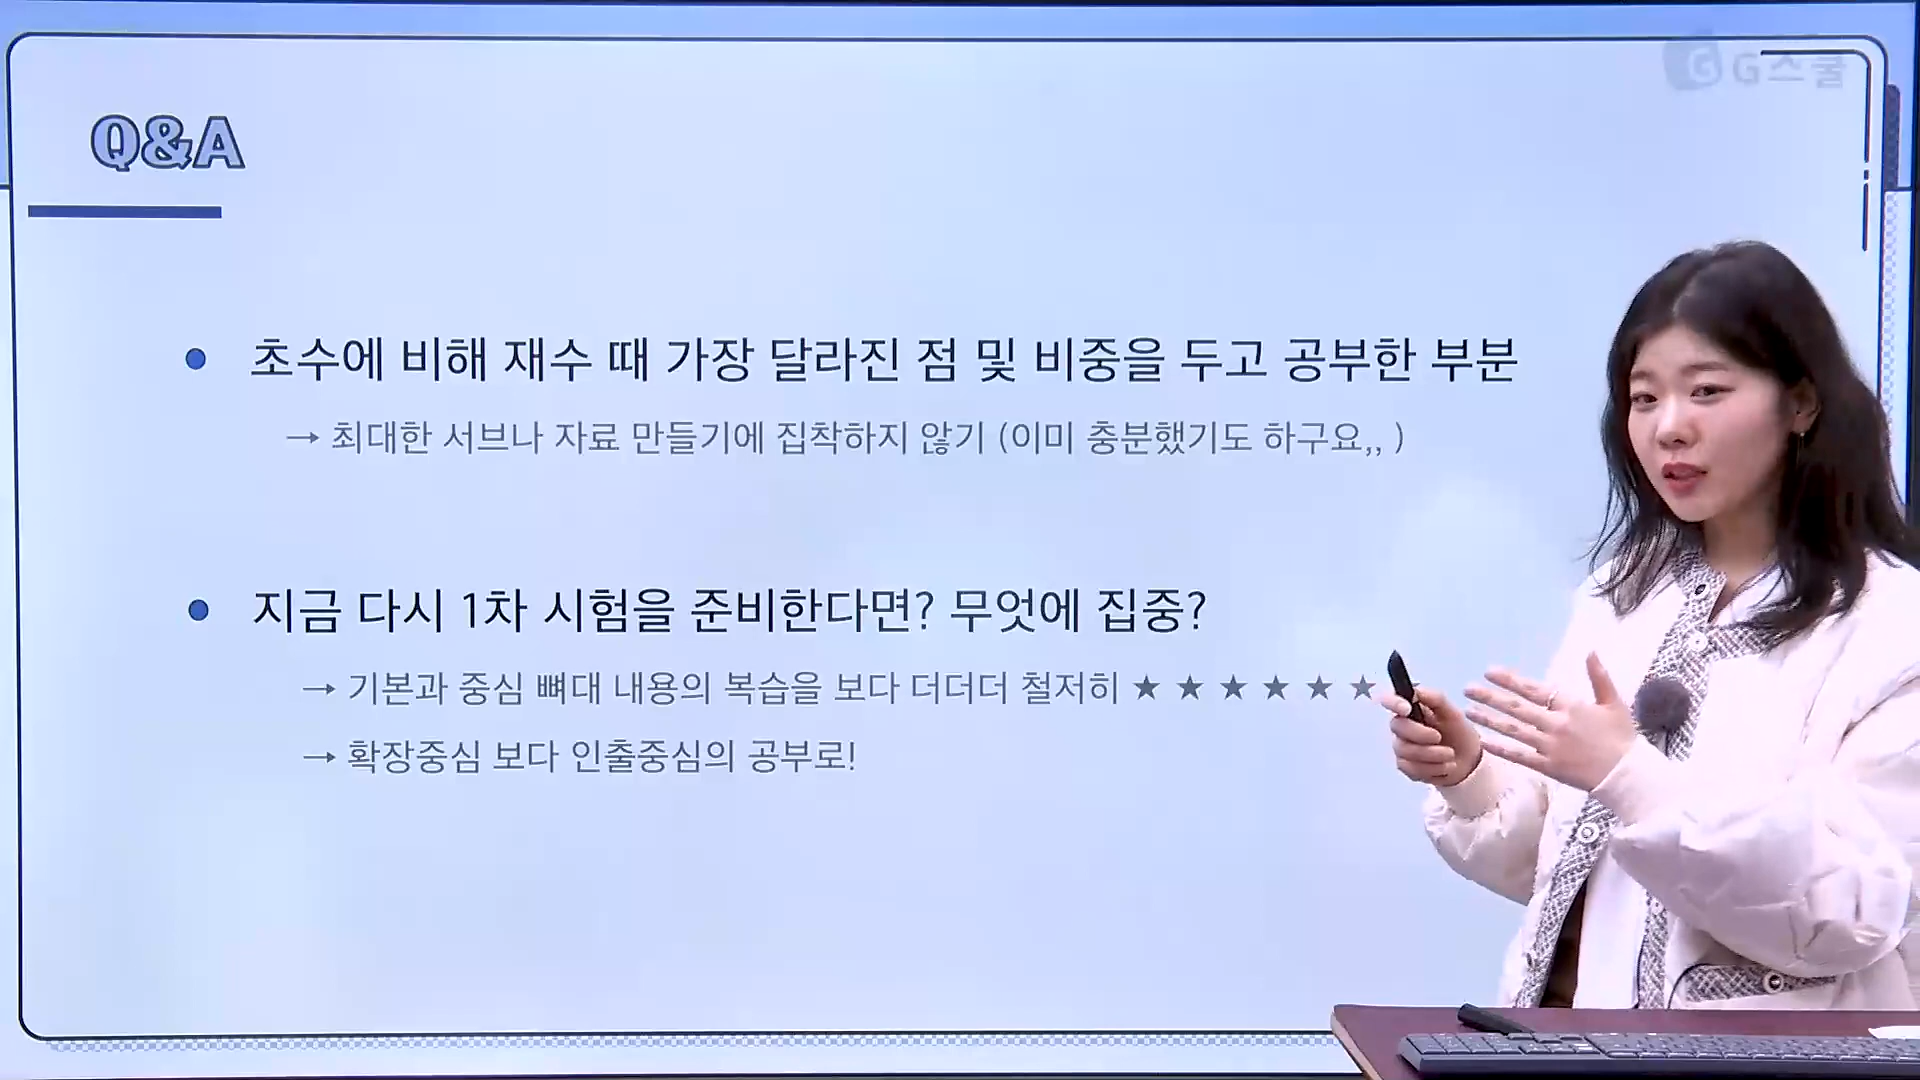 G G스쿨
Q&A
• 초수에 비해 재수 때 가장 달라진 점 및 비중을 두고 공부한 부분
→ 최대한 서브나 자료 만들기에 집착하지 않기 (이미 충분했기도 하구요,, )
• 지금 다시 1차 시험을 준비한다면? 무엇에 집중?
→ 기본과 중심 뼈대 내용의 복습을 보다 더더더 철저히 ★ ★ ★ ★ ★ ★
→ 확장중심 보다 인출중심의 공부로!